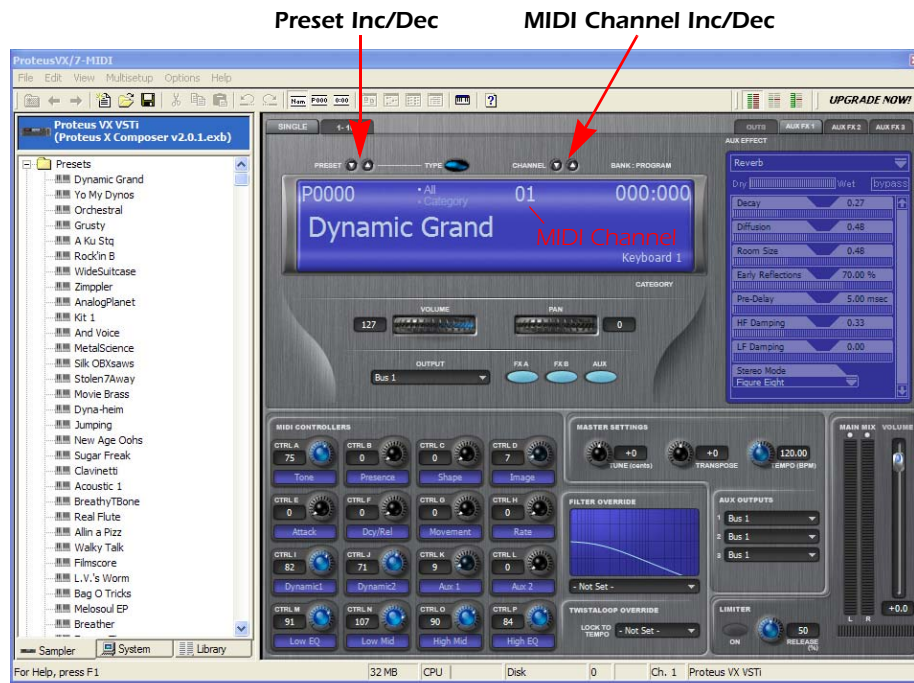 Preset Inc/Dec
MIDI Channel Inc/Dec
ProteusVX/7-MIDI
File Edit View Multisetup Options Help
Nam P000 0:00
UPGRADE NOW!
Proteus VX VSTi
(Proteus X Composer v2.0.1.exb)
Presets
Dynamic Grand
Yo My Dynos
Orchestral
Grusty
A Ku Stq
Rock'in B
WideSuitcase
Zimppler
AnalogPlanet
Kit 1
And Voice
MetalScience
Silk OBXsaws
Stolen7Away
Movie Brass
Dyna-heim
Jumping
New Age Oohs
Sugar Freak
Clavinetti
Acoustic 1
BreathyTBone
Real Flute
Allin a Pizz
Walky Talk
Filmscore
L.V.'s Worm
Bag O Tricks
Melosoul EP
Breather
Sampler System Library
SINGLE
OUTS AUX FX 1 AUX FX 2 AUX FX 3
PRESET TYPE CHANNEL BANK : PROGRAM
P0000 All 01 000:000
Category
Dynamic Grand
MIDI Channel
Keyboard 1
CATEGORY
VOLUME PAN
127 0
OUTPUT FX A FX B AUX
Bus 1
AUX EFFECT
Reverb
Dry Wet bypass
Decay 0.27
Diffusion 0.48
Room Size 0.48
Early Reflections 70.00 %
Pre-Delay 5.00 msec
HF Damping 0.33
LF Damping 0.00
Stereo Mode
Figure Eight
MIDI CONTROLLERS
CTRL A CTRL B CTRL C CTRL D
75 0 0 7
Tone Presence Shape Image
CTRL E CTRL F CTRL G CTRL H
0 0 0 0
Attack Dcy/Rel Movement Rate
CTRL I CTRL J CTRL K CTRL L
82 71 9 0
Dynamic1 Dynamic2 Aux 1 Aux 2
CTRL M CTRL N CTRL O CTRL P
91 107 90 84
Low EQ Low Mid High Mid High EQ
MASTER SETTINGS
+0 +0 120.00
TUNE (cents) TRANSPOSE TEMPO (BPM)
FILTER OVERRIDE
- Not Set -
TWISTALOOP OVERRIDE
LOCK TO
TEMPO
- Not Set -
AUX OUTPUTS
1 Bus 1
2 Bus 1
3 Bus 1
LIMITER
ON
50
RELEASE
(%)
MAIN MIX VOLUME
L R
+0.0
For Help, press F1 32 MB CPU Disk 0 Ch. 1 Proteus VX VSTi